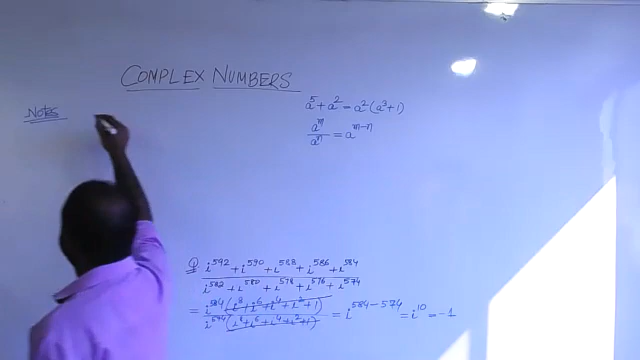 COMPLEX NUMBERS
Notes
a⁵ + a² = a² (a³ + 1)
aᵐ / aⁿ = aᵐ⁻ⁿ
① i⁵⁹² + i⁵⁹⁰ + i⁵⁸⁸ + i⁵⁸⁶ + i⁵⁸⁴
i⁵⁸² + i⁵⁸⁰ + i⁵⁷⁸ + i⁵⁷⁶ + i⁵⁷⁴
= i⁵⁸⁴ (i⁸ + i⁶ + i⁴ + i² + 1) / i⁵⁷⁴ (i⁸ + i⁶ + i⁴ + i² + 1) = i⁵⁸⁴⁻⁵⁷⁴ = i¹⁰ = -1